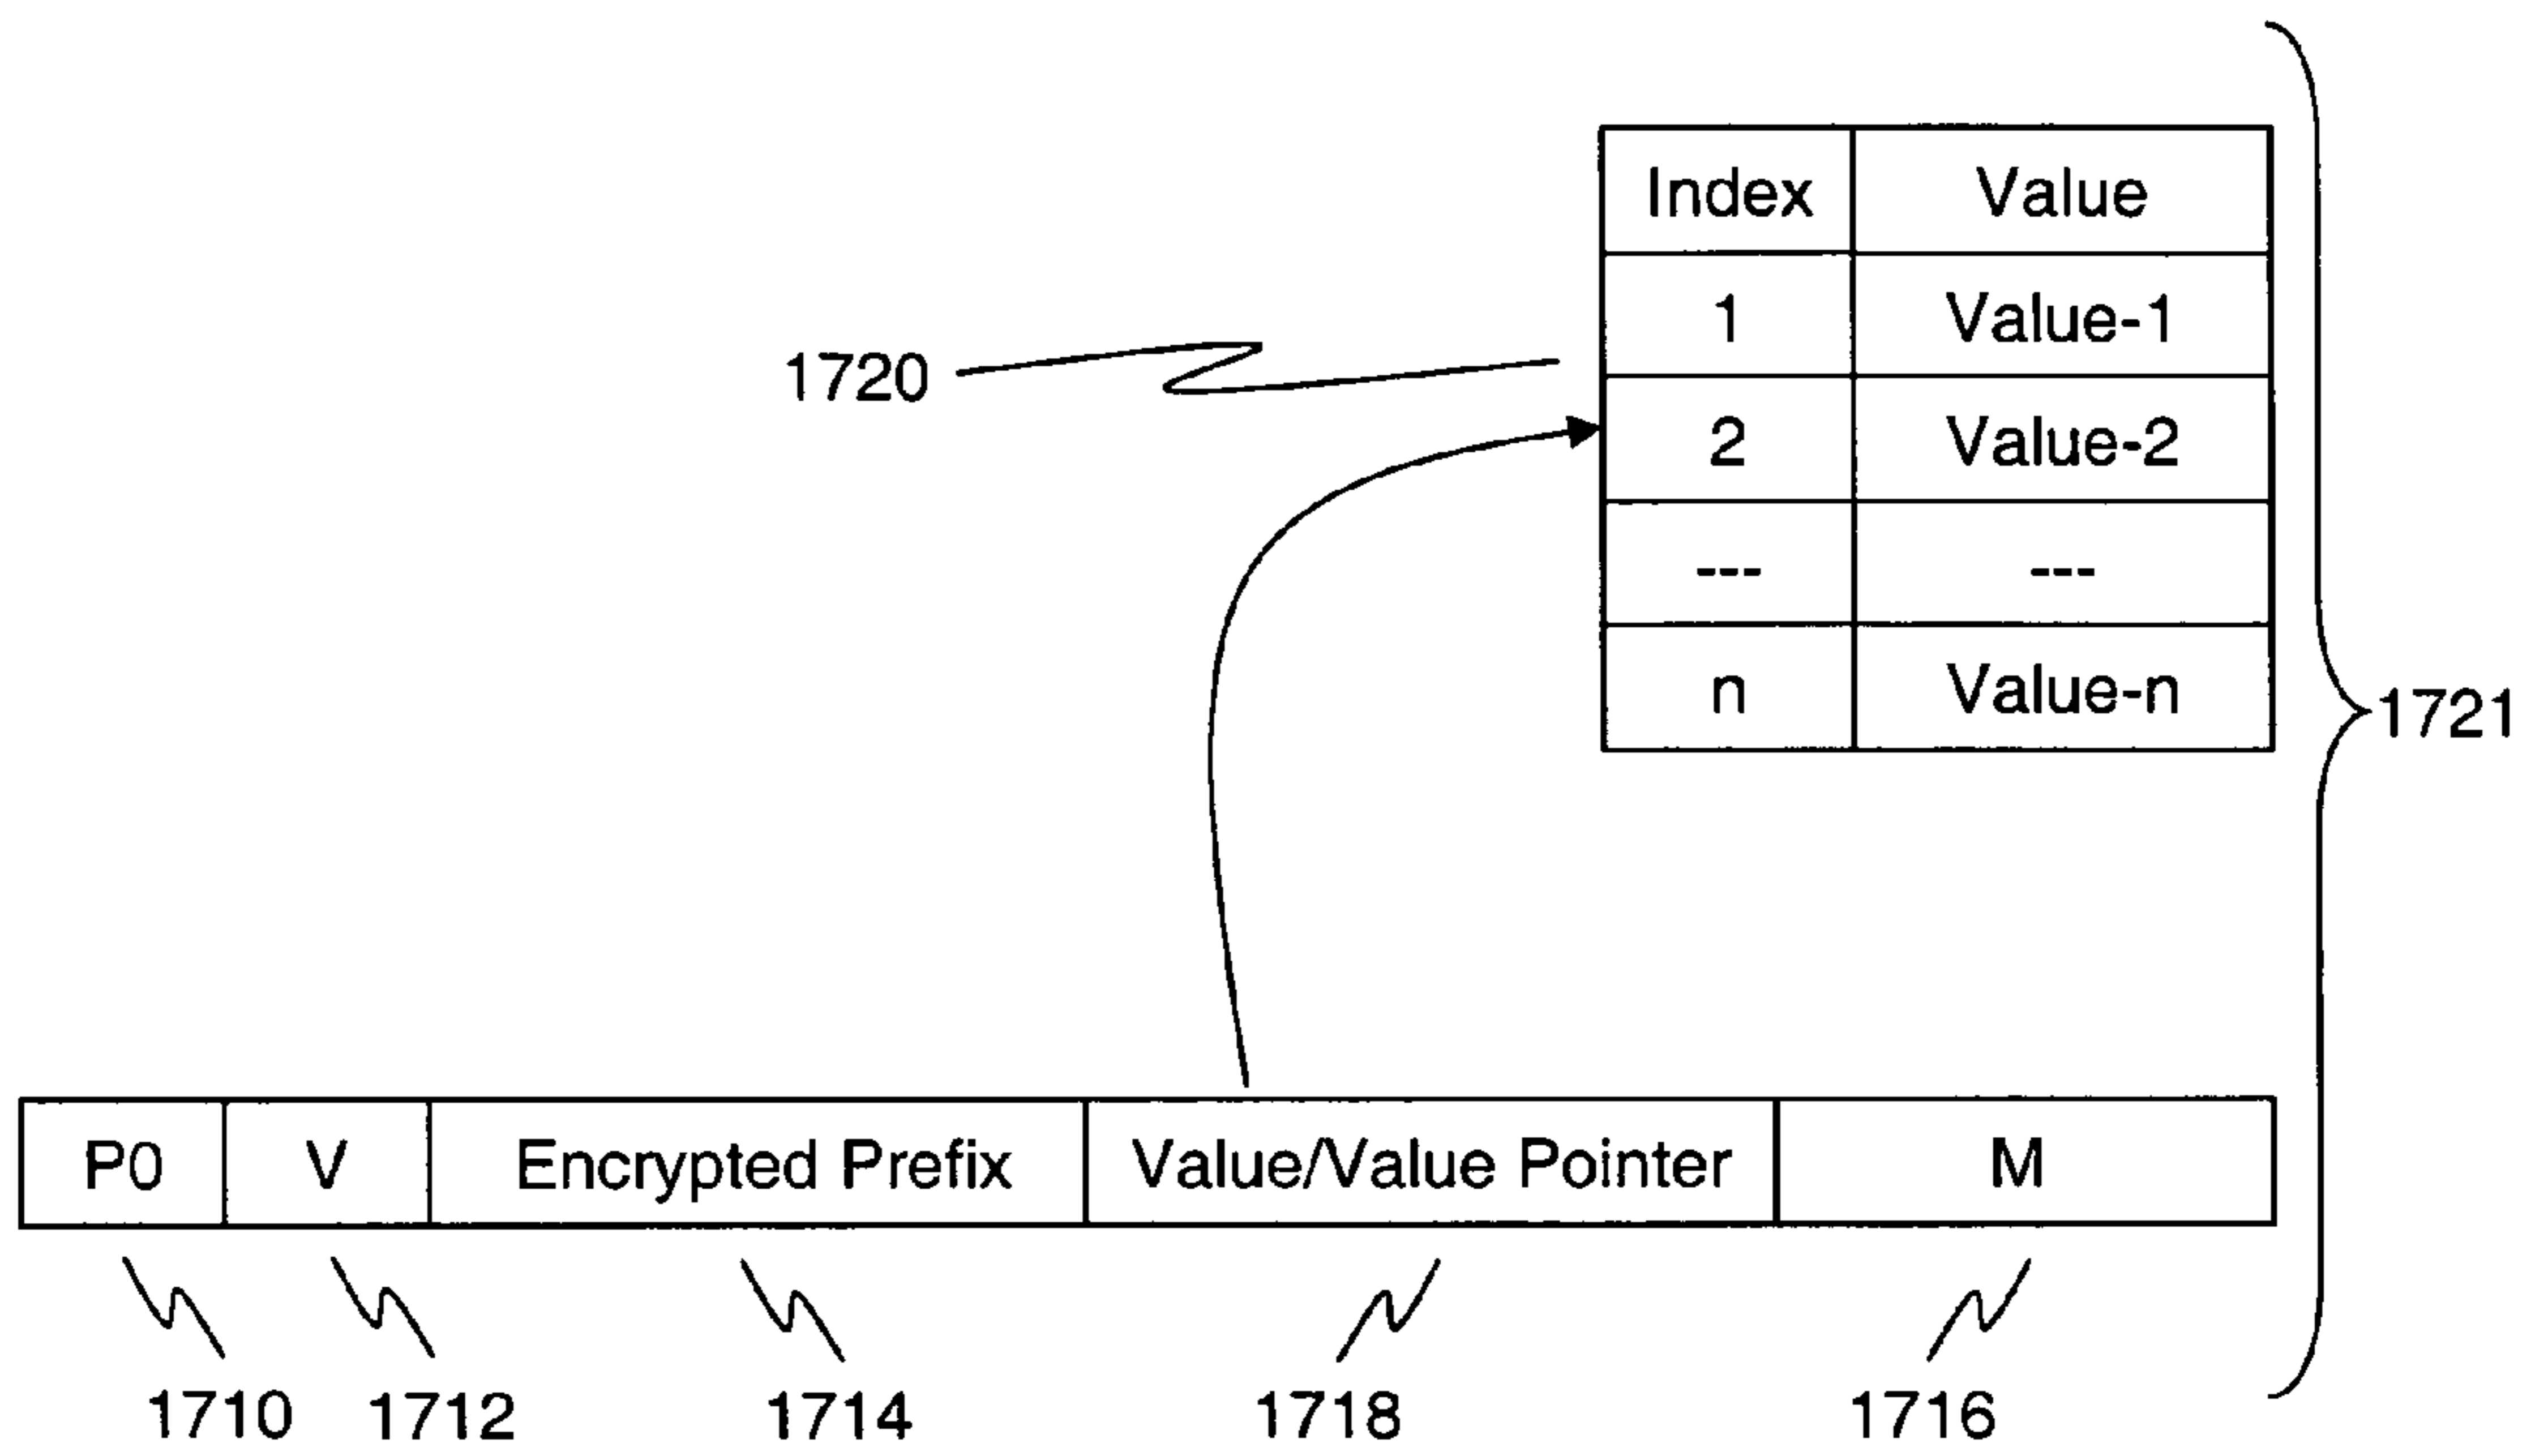 Index Value
1 Value-1
1720
2 Value-2
--- ---
n Value-n
1721
P0 V Encrypted Prefix Value/Value Pointer M
1710 1712 1714 1718 1716